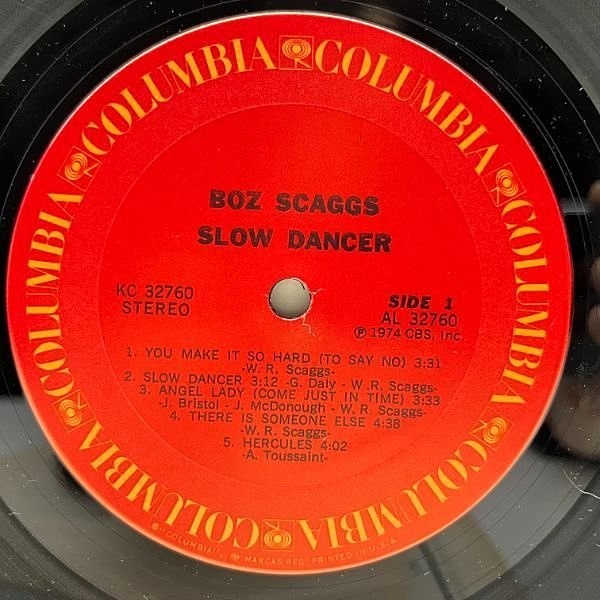 COLUMBIA COLUMBIA COLUMBIA COLUMBIA COLUMBIA COLUMBIA
BOZ SCAGGS
SLOW DANCER
KC 32760
STEREO
SIDE 1
AL 32760
Ⓟ 1974 CBS, Inc.
1. YOU MAKE IT SO HARD (TO SAY NO) 3:31
-W. R. Scaggs-
2. SLOW DANCER 3:12 -G. Daly - W. R. Scaggs-
3. ANGEL LADY (COME JUST IN TIME) 3:33
-J. Bristol - J. McDonough - W. R. Scaggs-
4. THERE IS SOMEONE ELSE 4:38
-W. R. Scaggs-
5. HERCULES 4:02
-A. Toussaint-
®"COLUMBIA", MARCAS REG. PRINTED IN U.S.A.